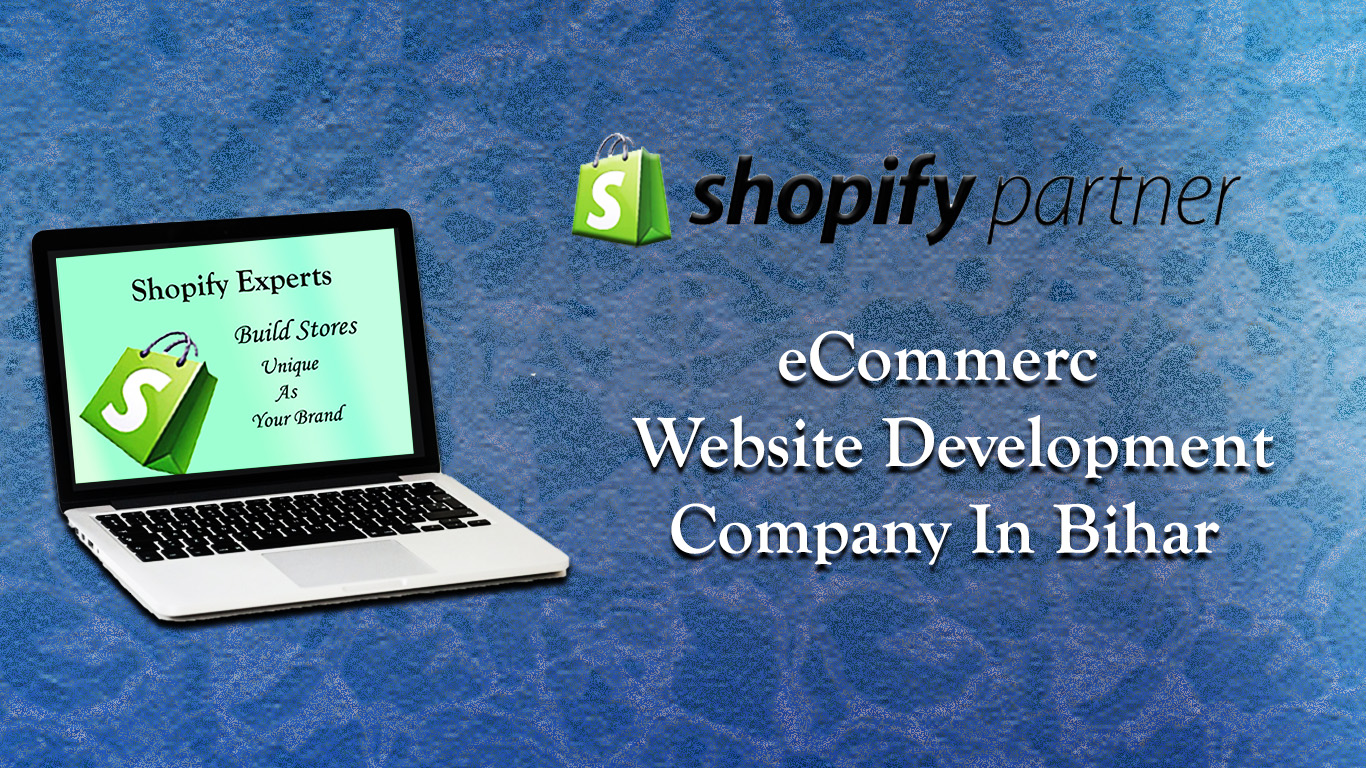 shopify partner
Shopify Experts
Build Stores
Unique
As
Your Brand
eCommerc
Website Development
Company In Bihar